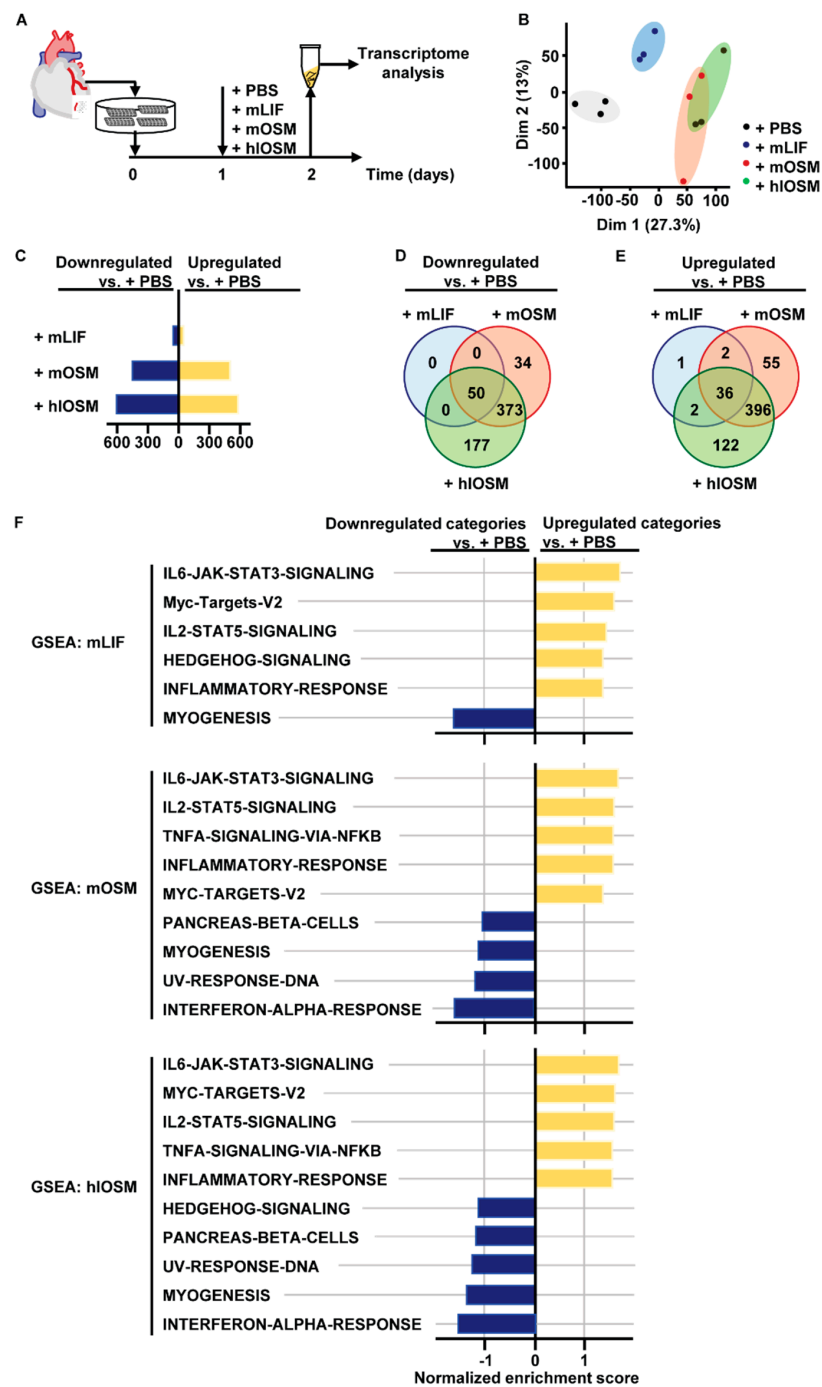 A
+ PBS
+ mLIF
+ mOSM
+ hlOSM
Transcriptome
analysis
0
1
2
Time (days)
B
50
0
-50
-100
Dim 2 (13%)
-100
-50
0
50
100
Dim 1 (27.3%)
+ PBS
+ mLIF
+ mOSM
+ hlOSM
C
Downregulated
vs. + PBS
Upregulated
vs. + PBS
+ mLIF
+ mOSM
+ hlOSM
600
300
0
300
600
D
Downregulated
vs. + PBS
+ mLIF
+ mOSM
0
0
34
50
0
373
177
+ hlOSM
E
Upregulated
vs. + PBS
+ mLIF
+ mOSM
1
2
55
36
2
396
122
+ hlOSM
F
Downregulated categories
vs. + PBS
Upregulated categories
vs. + PBS
GSEA: mLIF
IL6-JAK-STAT3-SIGNALING
Myc-Targets-V2
IL2-STAT5-SIGNALING
HEDGEHOG-SIGNALING
INFLAMMATORY-RESPONSE
MYOGENESIS
GSEA: mOSM
IL6-JAK-STAT3-SIGNALING
IL2-STAT5-SIGNALING
TNFA-SIGNALING-VIA-NFKB
INFLAMMATORY-RESPONSE
MYC-TARGETS-V2
PANCREAS-BETA-CELLS
MYOGENESIS
UV-RESPONSE-DNA
INTERFERON-ALPHA-RESPONSE
GSEA: hlOSM
IL6-JAK-STAT3-SIGNALING
MYC-TARGETS-V2
IL2-STAT5-SIGNALING
TNFA-SIGNALING-VIA-NFKB
INFLAMMATORY-RESPONSE
HEDGEHOG-SIGNALING
PANCREAS-BETA-CELLS
UV-RESPONSE-DNA
MYOGENESIS
INTERFERON-ALPHA-RESPONSE
-1
0
1
Normalized enrichment score